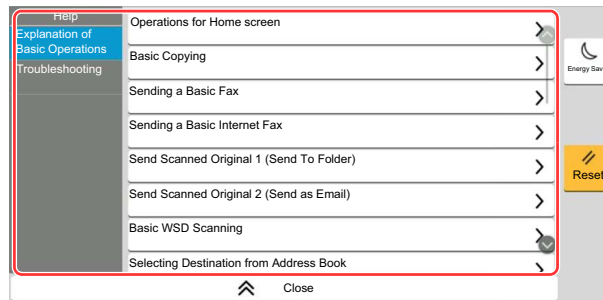 Help
Explanation of
Basic Operations
Troubleshooting
Operations for Home screen
Basic Copying
Sending a Basic Fax
Sending a Basic Internet Fax
Send Scanned Original 1 (Send To Folder)
Send Scanned Original 2 (Send as Email)
Basic WSD Scanning
Selecting Destination from Address Book
Close
Energy Sav
Reset